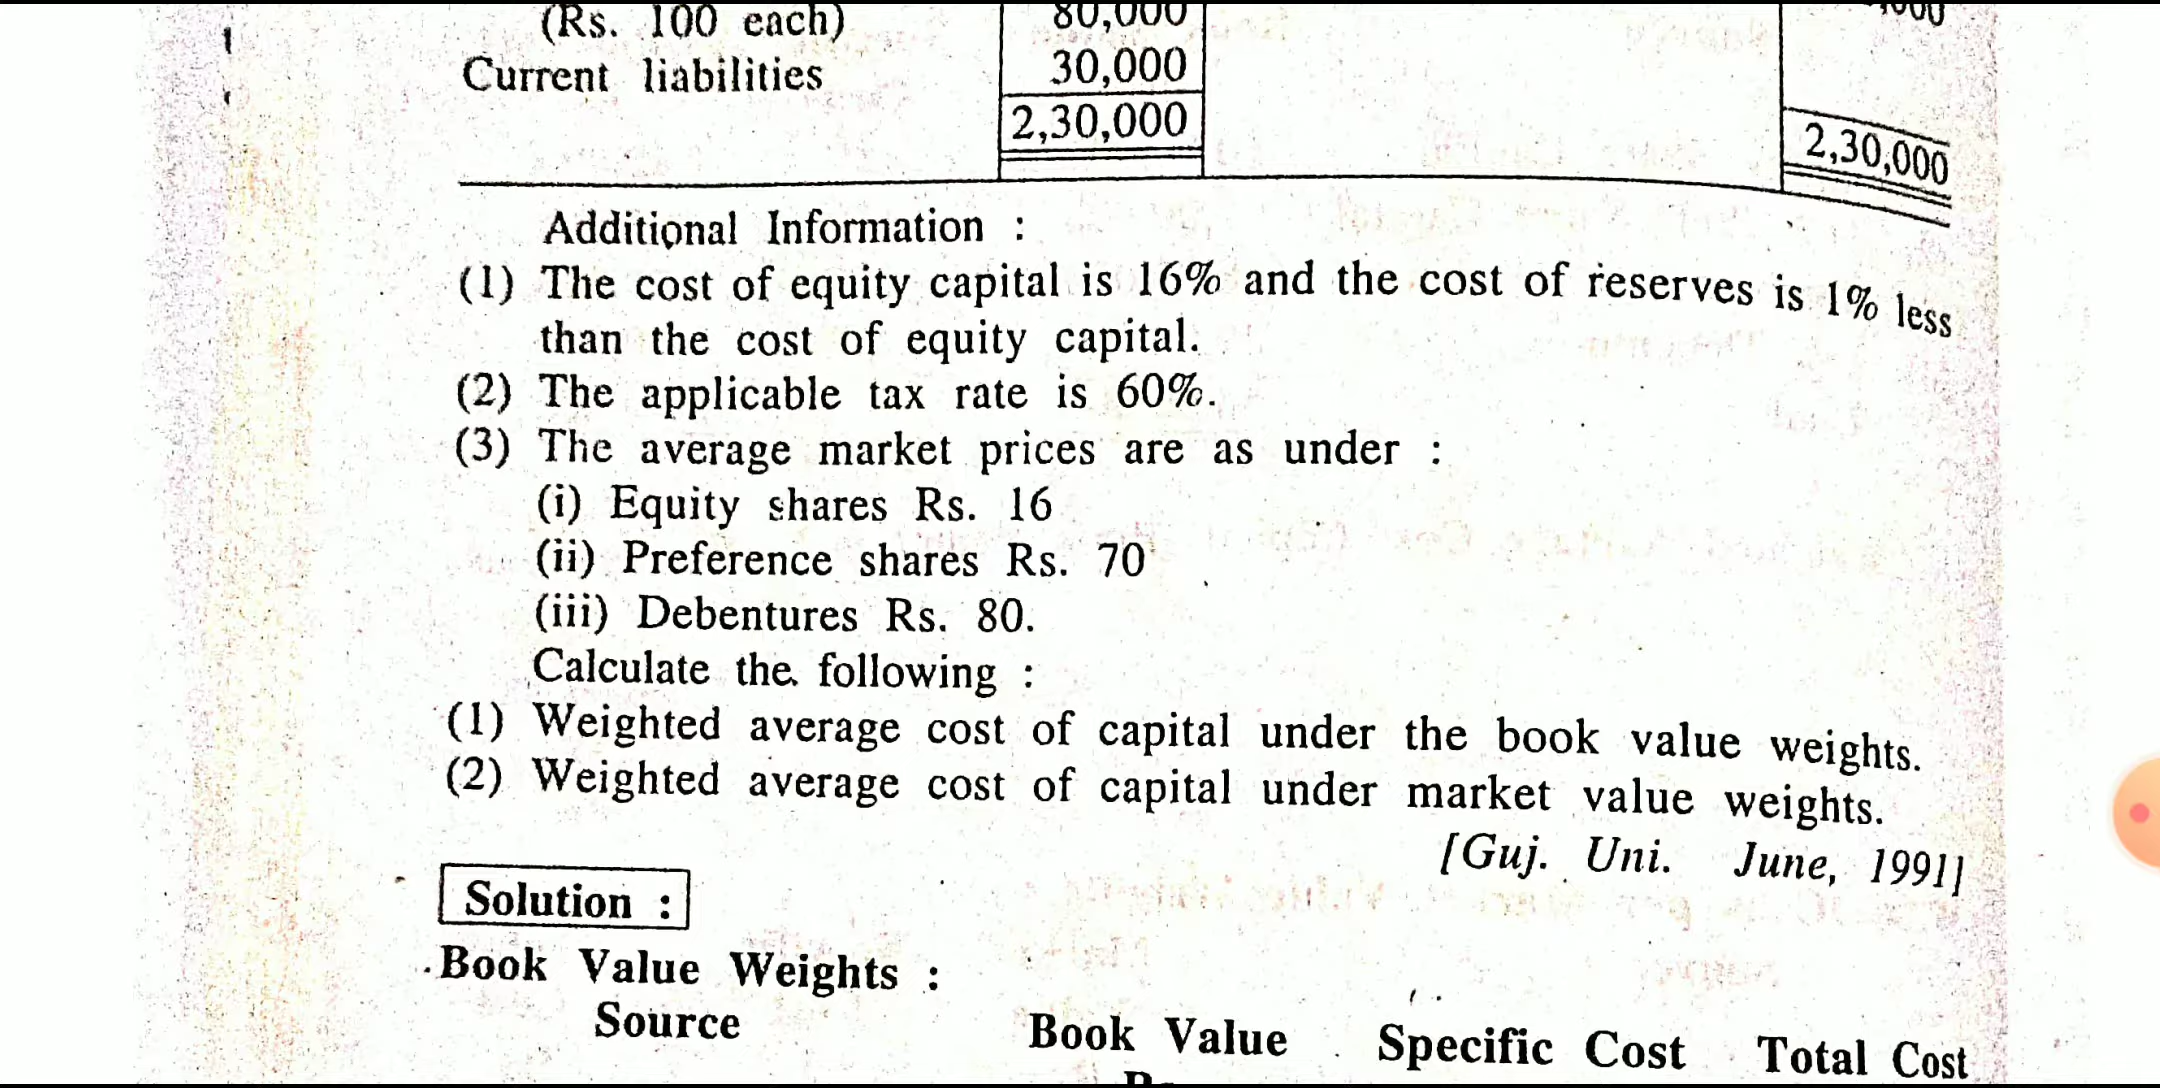 (Rs. 100 each) 80,000
Current liabilities 30,000
2,30,000 2,30,000
Additional Information :
(1) The cost of equity capital is 16% and the cost of reserves is 1% less
than the cost of equity capital.
(2) The applicable tax rate is 60%.
(3) The average market prices are as under :
(i) Equity shares Rs. 16
(ii) Preference shares Rs. 70
(iii) Debentures Rs. 80.
Calculate the following :
(1) Weighted average cost of capital under the book value weights.
(2) Weighted average cost of capital under market value weights.
[Guj. Uni. June, 1991]
Solution :
Book Value Weights :
Source Book Value Specific Cost Total Cost